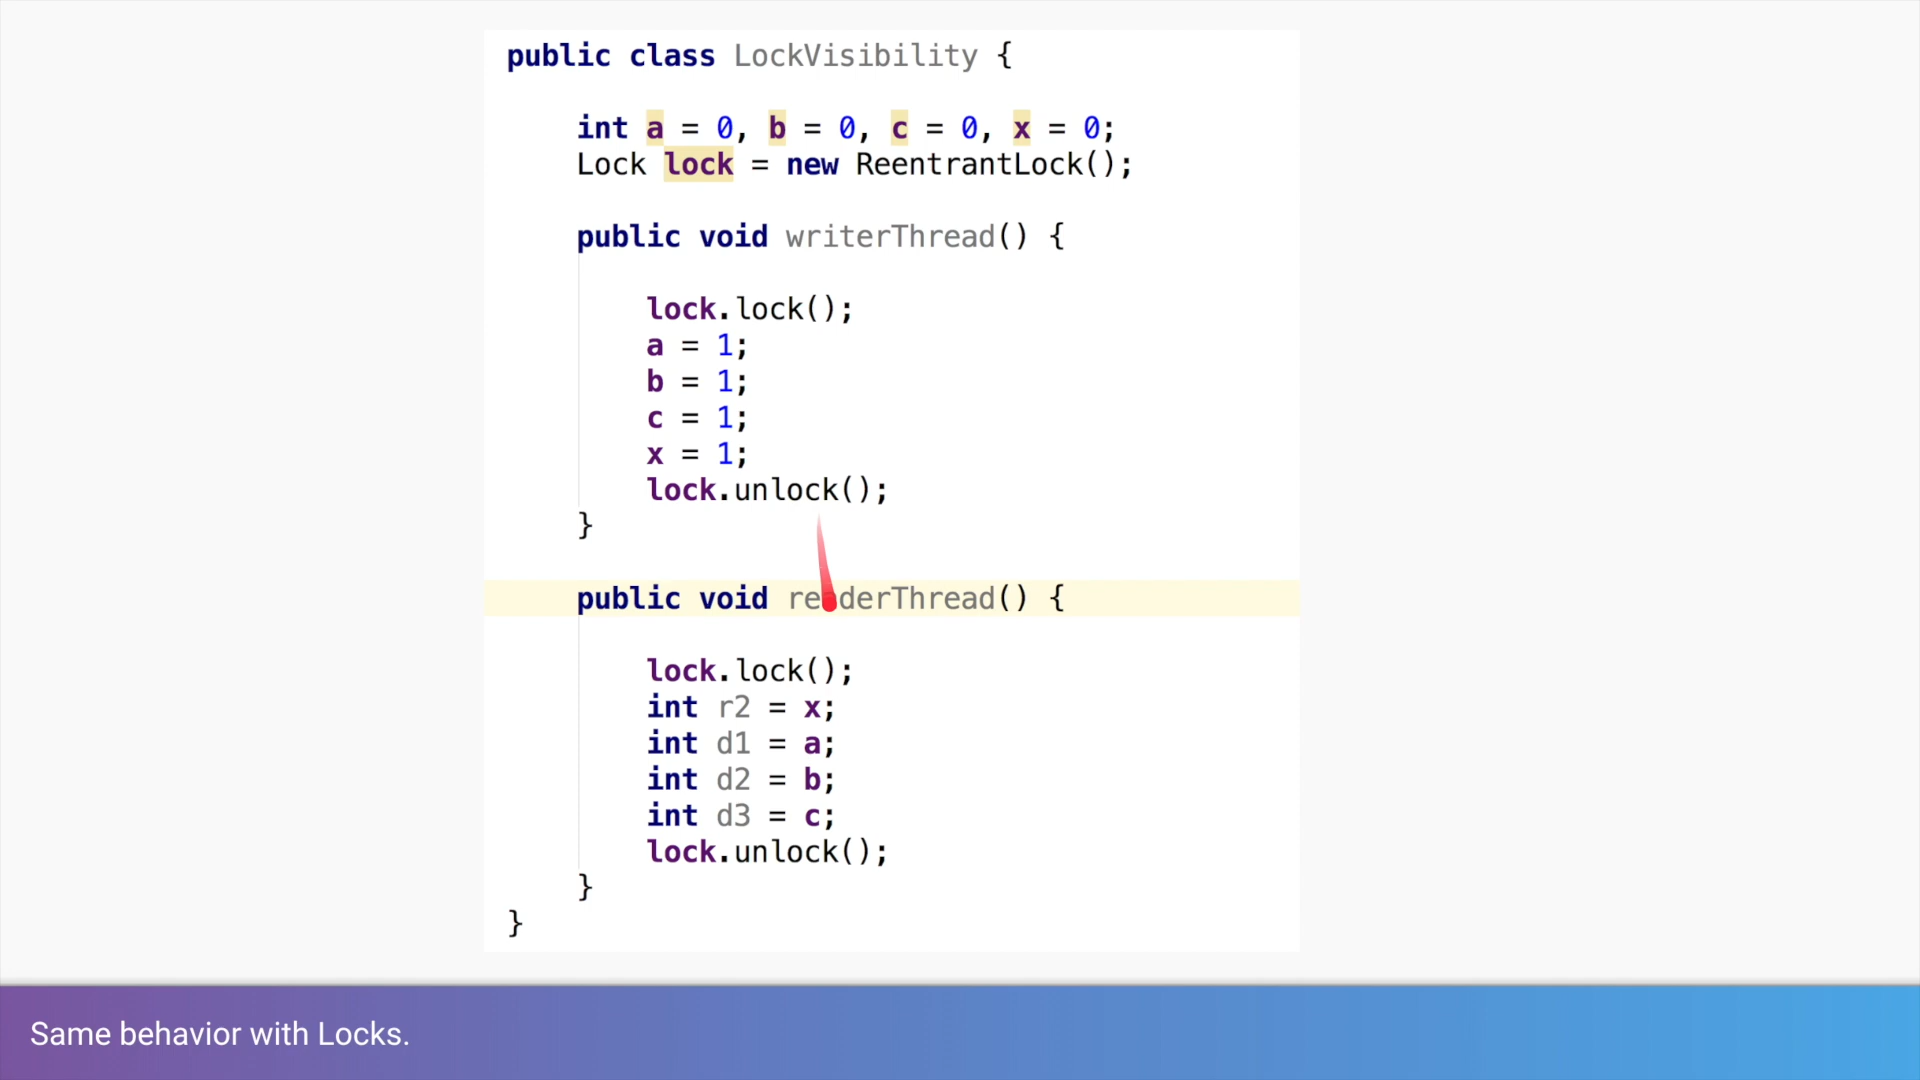 public class LockVisibility {
int a = 0, b = 0, c = 0, x = 0;
Lock lock = new ReentrantLock();
public void writerThread() {
lock.lock();
a = 1;
b = 1;
c = 1;
x = 1;
lock.unlock();
}
public void renderThread() {
lock.lock();
int r2 = x;
int d1 = a;
int d2 = b;
int d3 = c;
lock.unlock();
}
}
Same behavior with Locks.